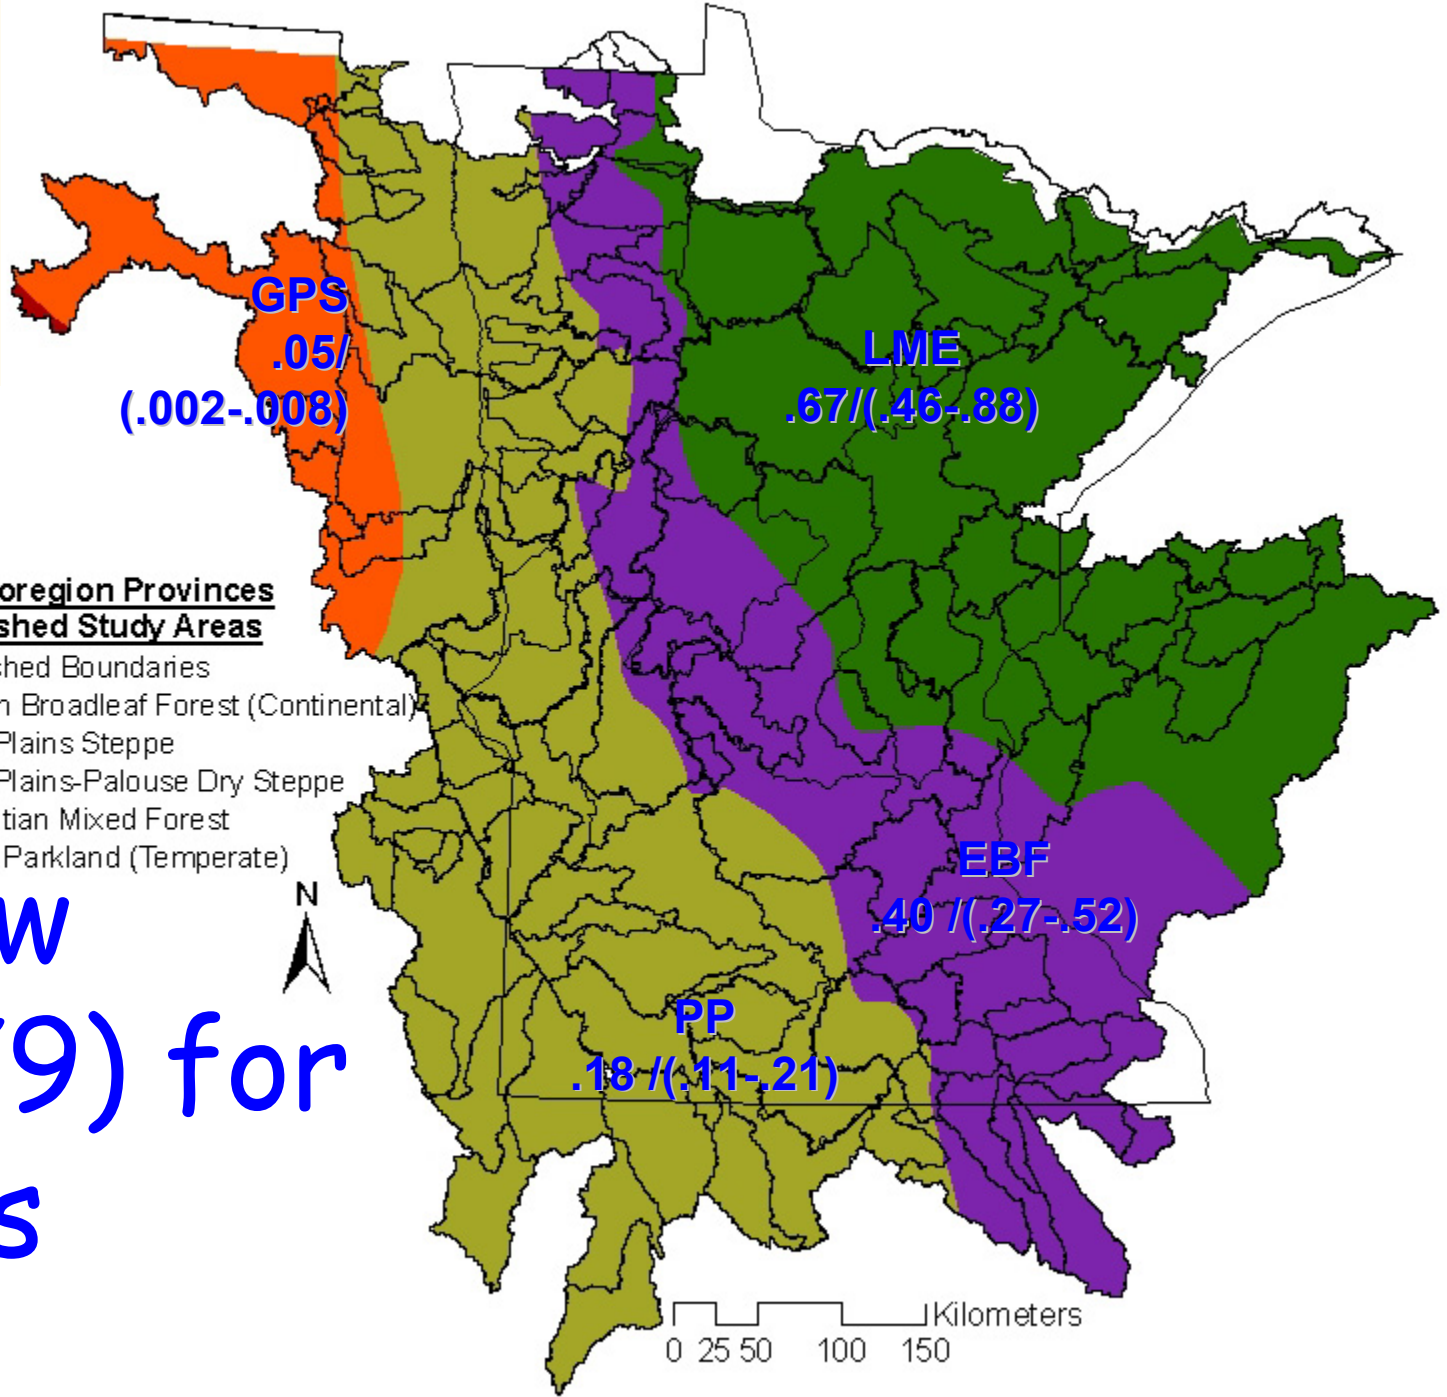 GPS
.05/
(.002-.008)
LME
.67/(.46-.88)
oregion Provinces
shed Study Areas
shed Boundaries
n Broadleaf Forest (Continental)
Plains Steppe
Plains-Palouse Dry Steppe
tian Mixed Forest
Parkland (Temperate)
EBF
.40 /(.27-.52)
N
w
9) for
s
PP
.18 /(.11-.21)
Kilometers
0 25 50 100 150